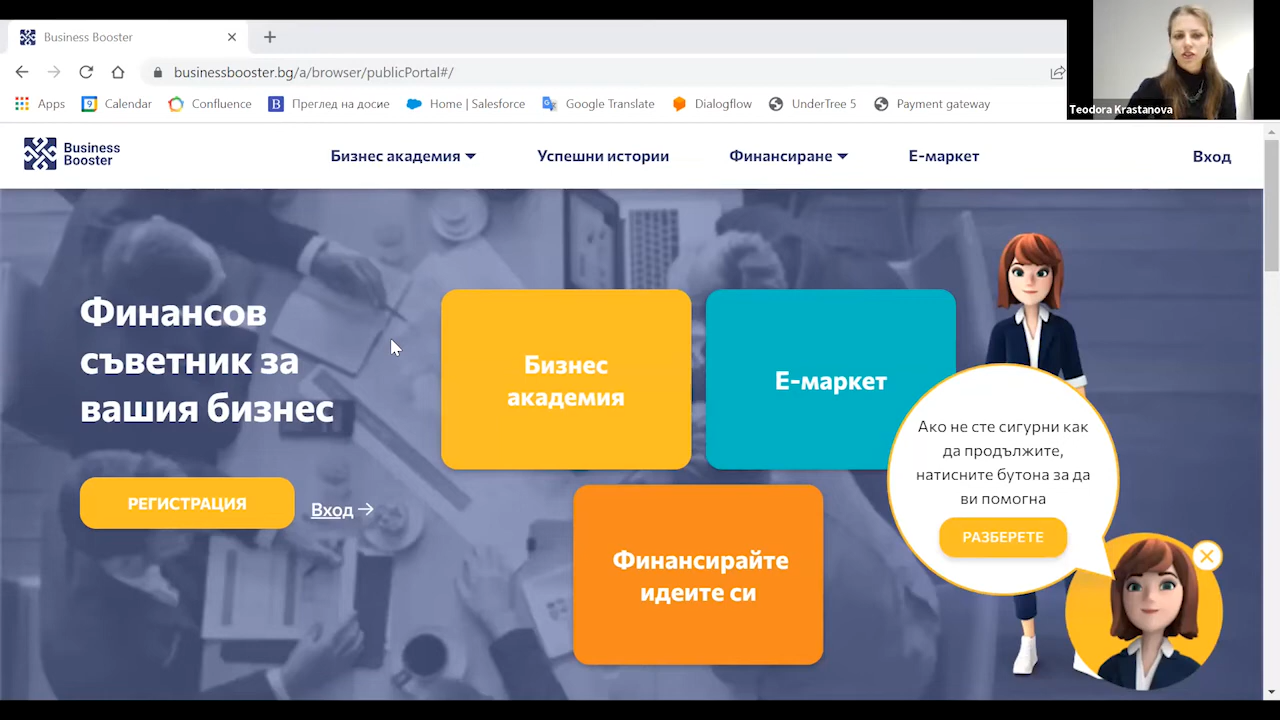 Business Booster
businessbooster.bg/a/browser/publicPortal#/
Apps
Calendar
Confluence
Преглед на досие
Home | Salesforce
Google Translate
Dialogflow
UnderTree 5
Payment gateway
Teodora Krastanova
Business
Booster
Бизнес академия
Успешни истории
Финансиране
Е-маркет
Вход
Финансов
съветник за
вашия бизнес
РЕГИСТРАЦИЯ
Вход
Бизнес
академия
Е-маркет
Финансирайте
идеите си
Ако не сте сигурни как
да продължите,
натиснете бутона за да
ви помогна
РАЗБЕРЕТЕ